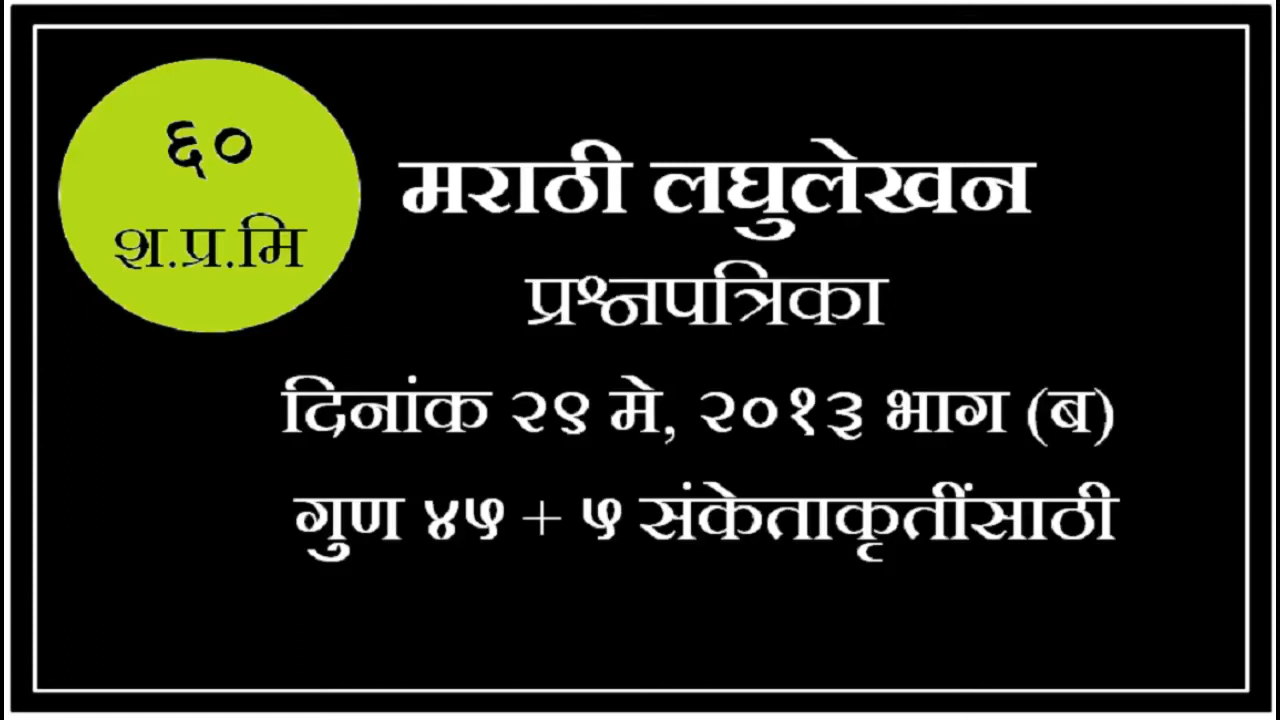 ६०
श.प्र.मि
मराठी लघुलेखन
प्रश्नपत्रिका
दिनांक २९ मे, २०१३ भाग (ब)
गुण ४५ + ५ संकेताकृतींसाठी